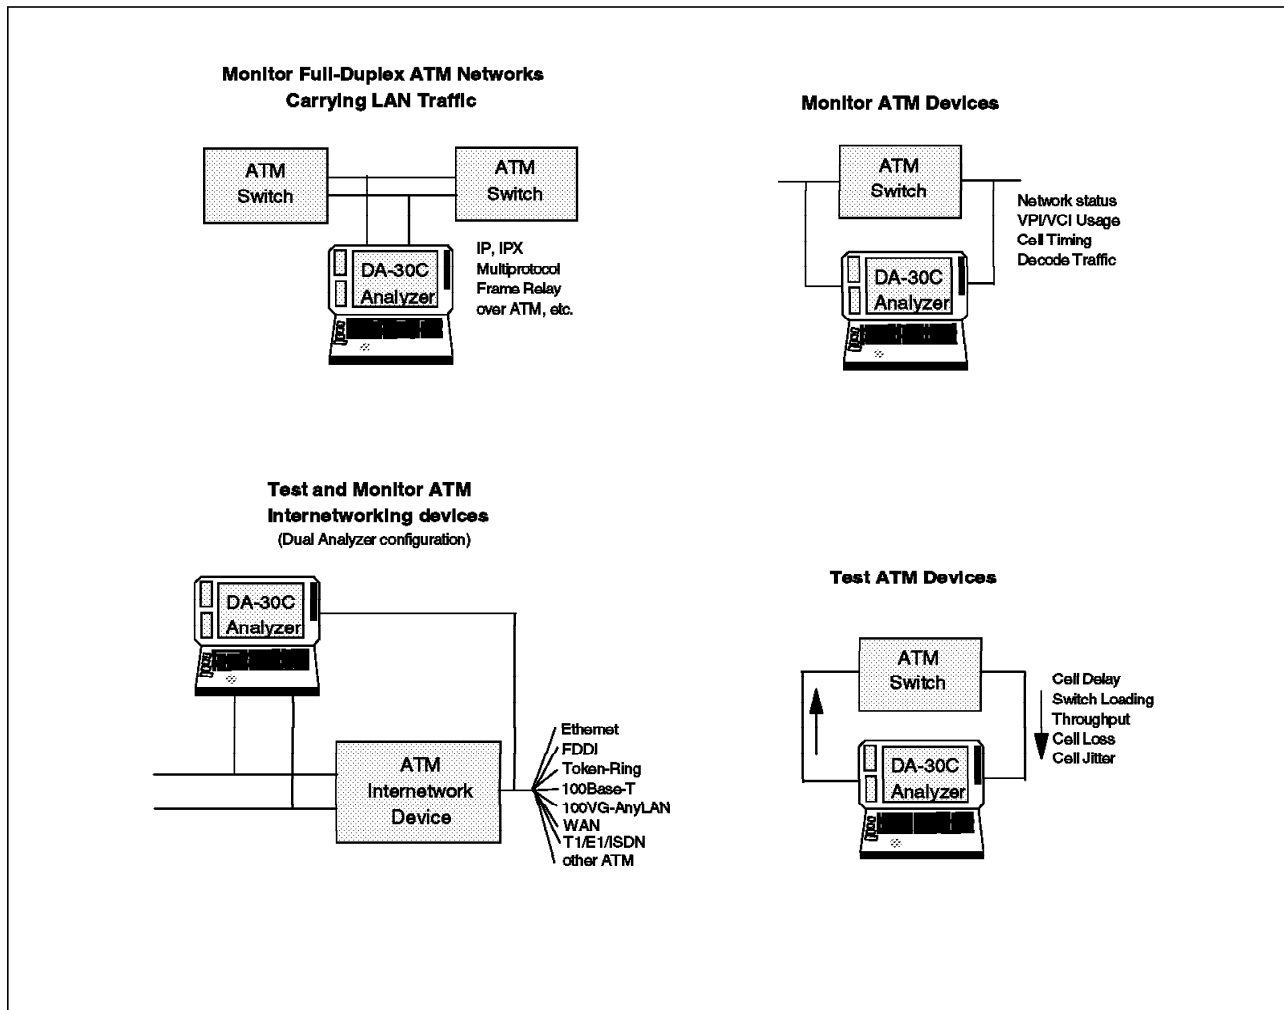 Monitor Full-Duplex ATM Networks
Carrying LAN Traffic
ATM
Switch
ATM
Switch
DA-30C
Analyzer
IP, IPX
Multiprotocol
Frame Relay
over ATM, etc.
Monitor ATM Devices
ATM
Switch
DA-30C
Analyzer
Network status
VPI/VCI Usage
Cell Timing
Decode Traffic
Test and Monitor ATM
Internetworking devices
(Dual Analyzer configuration)
DA-30C
Analyzer
ATM
Internetwork
Device
Ethernet
FDDI
Token-Ring
100Base-T
100VG-AnyLAN
WAN
T1/E1/ISDN
other ATM
Test ATM Devices
ATM
Switch
DA-30C
Analyzer
Cell Delay
Switch Loading
Throughput
Cell Loss
Cell Jitter